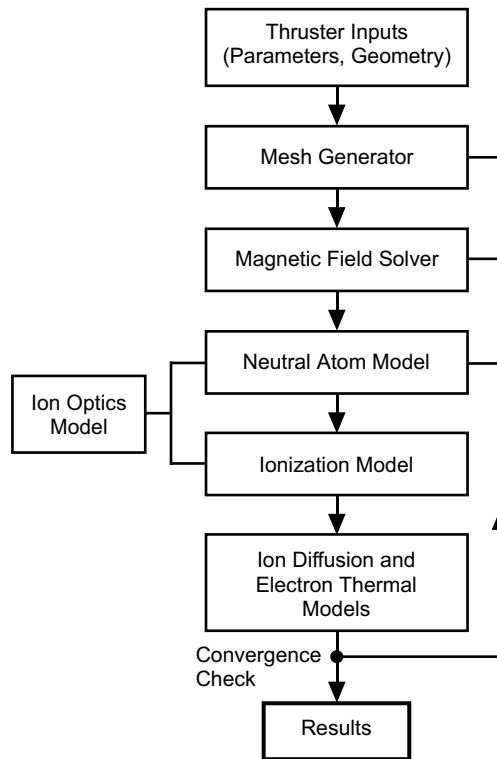 Thruster Inputs
(Parameters, Geometry)
Mesh Generator
Magnetic Field Solver
Neutral Atom Model
Ion Optics
Model
Ionization Model
Ion Diffusion and
Electron Thermal
Models
Convergence
Check
Results